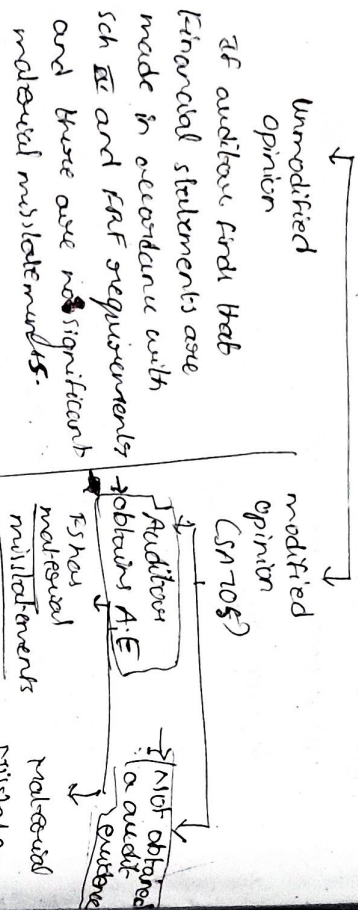 Unmodified
opinion
If auditor finds that
Financial statements are
made in accordance with
Sch III and FRF requirements
and there are no significant
material misstatements.
modified
opinion
(SA-705)
Auditor
→obtains A.E
FS has
material
misstatements
→ Not obtained
a audit
evidence
Material